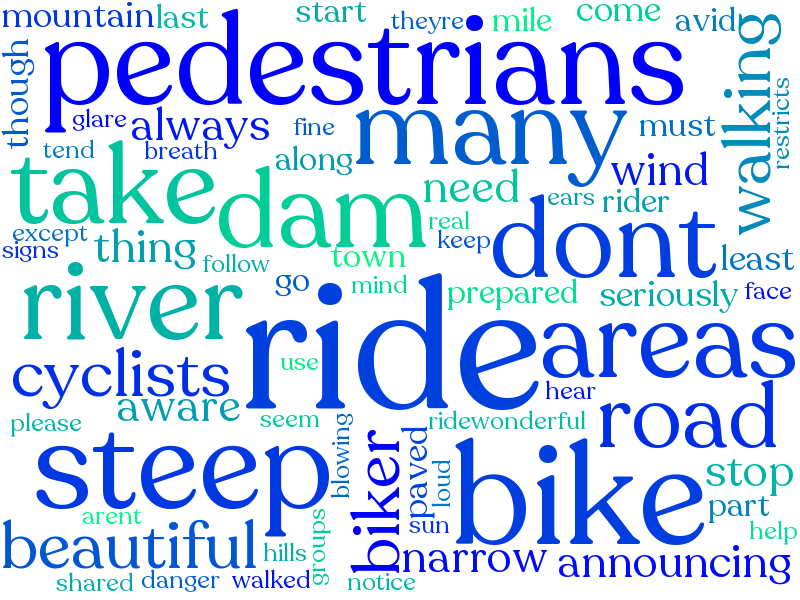 mountain last start theyre mile come avid
pedestrians
though glare always fine many must walking restricts
tend breath along wind
take dam need ears rider
except signs thing follow real keep dont least
town
river go mind prepared seriously face
ride areas
cyclists use hear
aware seem ridewonderful road
please
steep blowing biker paved loud bike stop
part
arent sun help
beautiful hills groups narrow announcing
shared danger walked notice